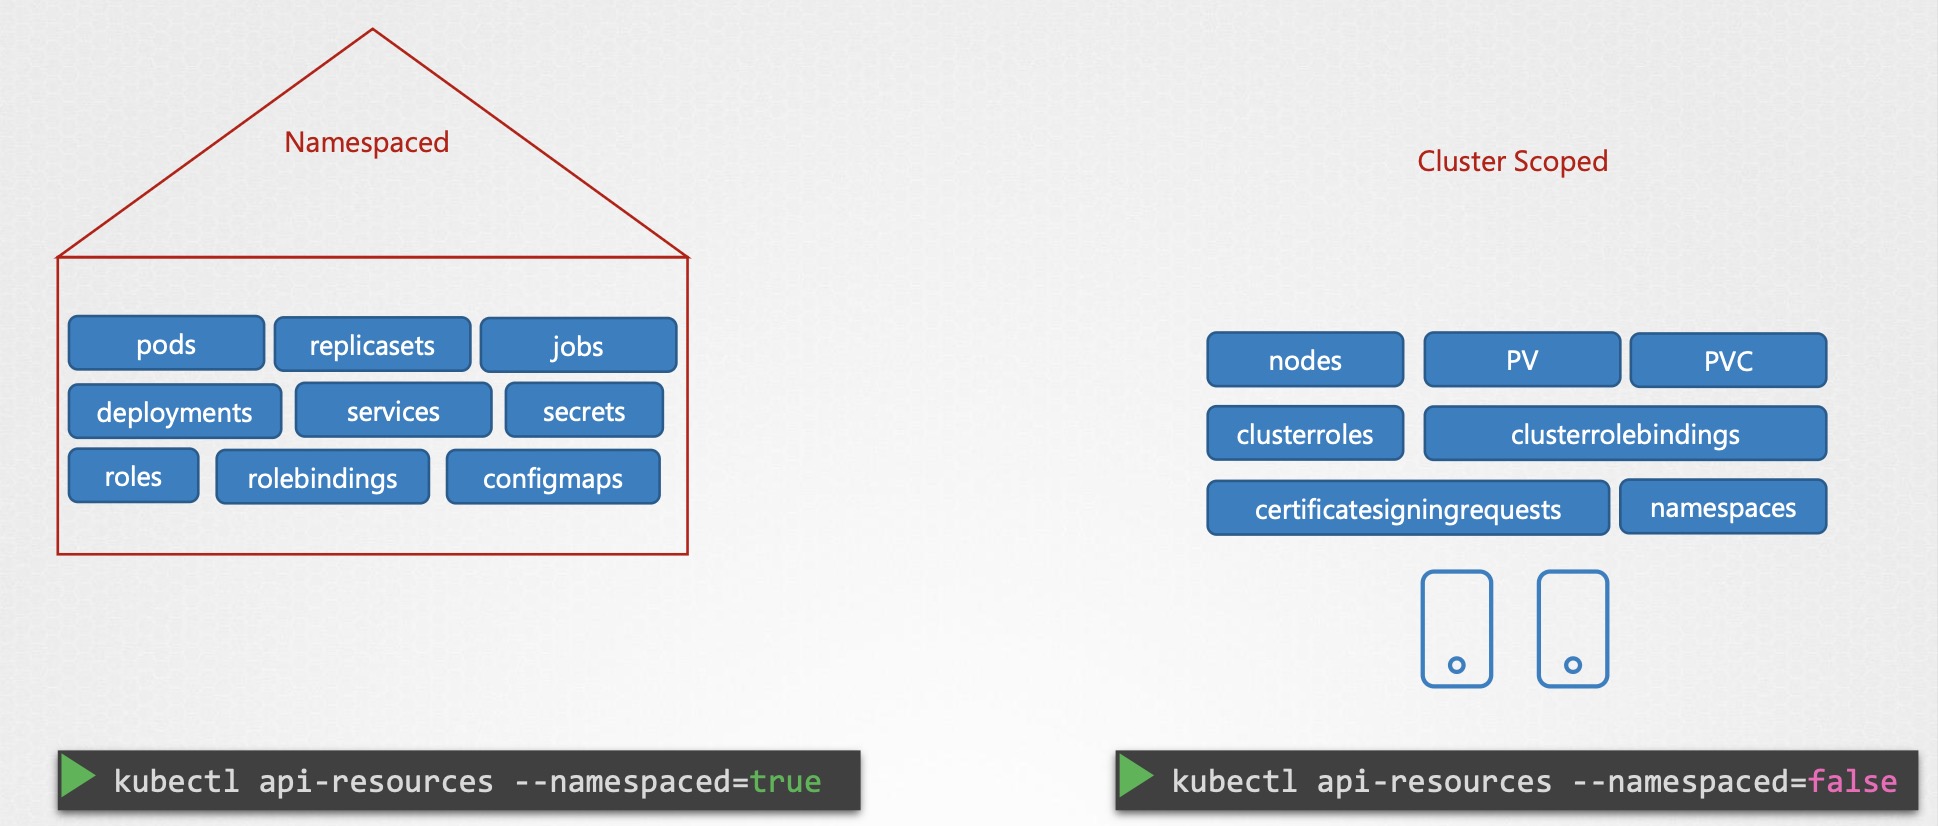 Namespaced
pods replicasets jobs
deployments services secrets
roles rolebindings configmaps
kubectl api-resources --namespaced=true
Cluster Scoped
nodes PV PVC
clusterroles clusterrolebindings
certificatesigningrequests namespaces
kubectl api-resources --namespaced=false